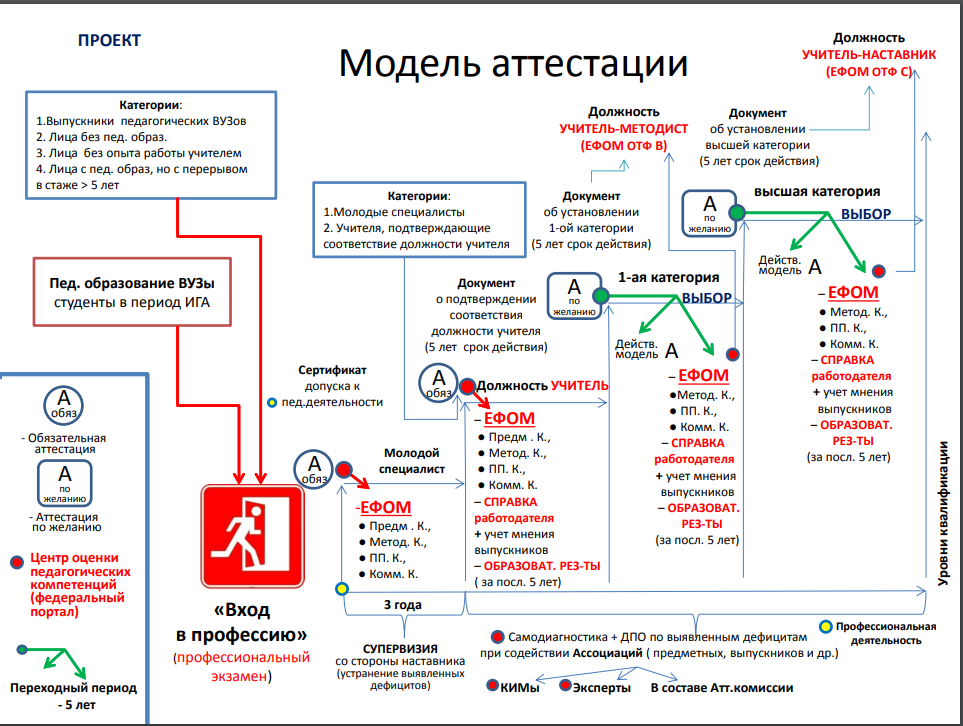 ПРОЕКТ
Модель аттестации
Категории:
1.Выпускники педагогических ВУЗов
2. Лица без пед. образ.
3. Лица без опыта работы учителем
4. Лица с пед. образ, но с перерывом
в стаже > 5 лет
Пед. образование ВУЗы
студенты в период ИГА
Категории:
1.Молодые специалисты
2. Учителя, подтверждающие
соответствие должности учителя
Должность
УЧИТЕЛЬ-МЕТОДИСТ
(ЕФОМ ОТФ В)
Должность
УЧИТЕЛЬ-НАСТАВНИК
(ЕФОМ ОТФ С)
Документ
об установлении
высшей категории
(5 лет срок действия)
Документ
об установлении
1-ой категории
(5 лет срок действия)
Документ
о подтверждении
соответствия
должности учителя
(5 лет срок действия)
Сертификат
допуска к
пед.деятельности
А
обяз
- Обязательная
аттестация
А
по
желанию
- Аттестация
по желанию
Центр оценки
педагогических
компетенций
(федеральный
портал)
Переходный период
- 5 лет
«Вход
в профессию»
(профессиональный
экзамен)
А
обяз
Молодой
специалист
-ЕФОМ
• Предм . К.,
• Метод. К.,
• ПП. К.,
• Комм. К.
3 года
СУПЕРВИЗИЯ
со стороны наставника
(устранение выявленных
дефицитов)
А
обяз
Должность УЧИТЕЛЬ
– ЕФОМ
• Предм. К.,
• Метод. К.,
• ПП. К.,
• Комм. К.
– СПРАВКА
работодателя
+ учет мнения
выпускников
– ОБРАЗОВАТ. РЕЗ-ТЫ
( за посл. 5 лет)
А
по
желанию
1-ая категория
ВЫБОР
Действ.
модель А
– ЕФОМ
•Метод. К.,
• ПП. К.,
• Комм. К.
– СПРАВКА
работодателя
+ учет мнения
выпускников
– ОБРАЗОВАТ.
РЕЗ-ТЫ
(за посл. 5 лет)
А
по
желанию
высшая категория
ВЫБОР
Действ.
модель А
– ЕФОМ
• Метод. К.,
• ПП. К.,
• Комм. К.
– СПРАВКА
работодателя
+ учет мнения
выпускников
– ОБРАЗОВАТ.
РЕЗ-ТЫ
(за посл. 5 лет)
Уровни квалификации
Профессиональная
деятельность
Самодиагностика + ДПО по выявленным дефицитам
при содействии Ассоциаций ( предметных, выпускников и др.)
КИМы
Эксперты
В составе Атт.комиссии